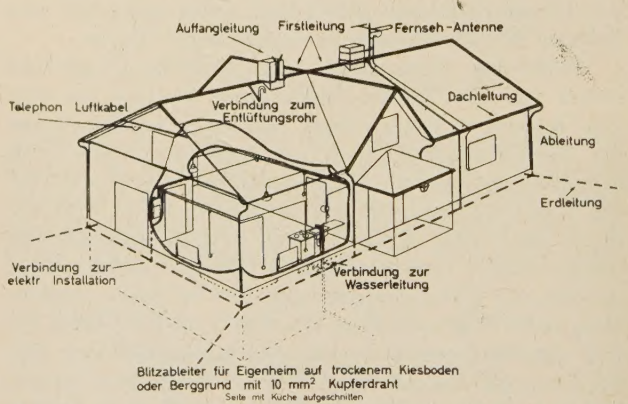 Auffangleitung
Firstleitung
Fernseh-Antenne
Telephon Luftkabel
Verbindung zum
Entlüftungsrohr
Dachleitung
Ableitung
Erdleitung
Verbindung zur
elektr Installation
Verbindung zur
Wasserleitung
Blitzableiter für Eigenheim auf trockenem Kiesboden
oder Berggrund mit 10 mm² Kupferdraht
Seite mit Küche aufgeschnitten